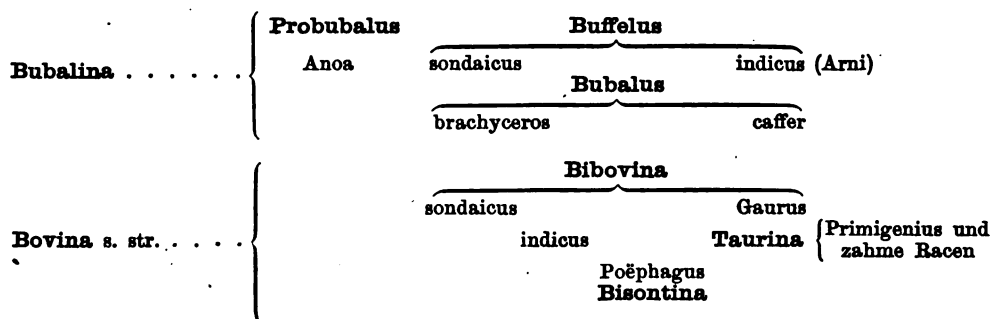 Probubalus Buffelus
Bubalina . . . . . . Anoa sondaicus indicus (Arni)
Bubalus
brachyceros caffer
Bibovina
sondaicus Gaurus
Bovina s. str. . . . . indicus Taurina Primigenius und
zahme Racen
Poëphagus
Bisontina